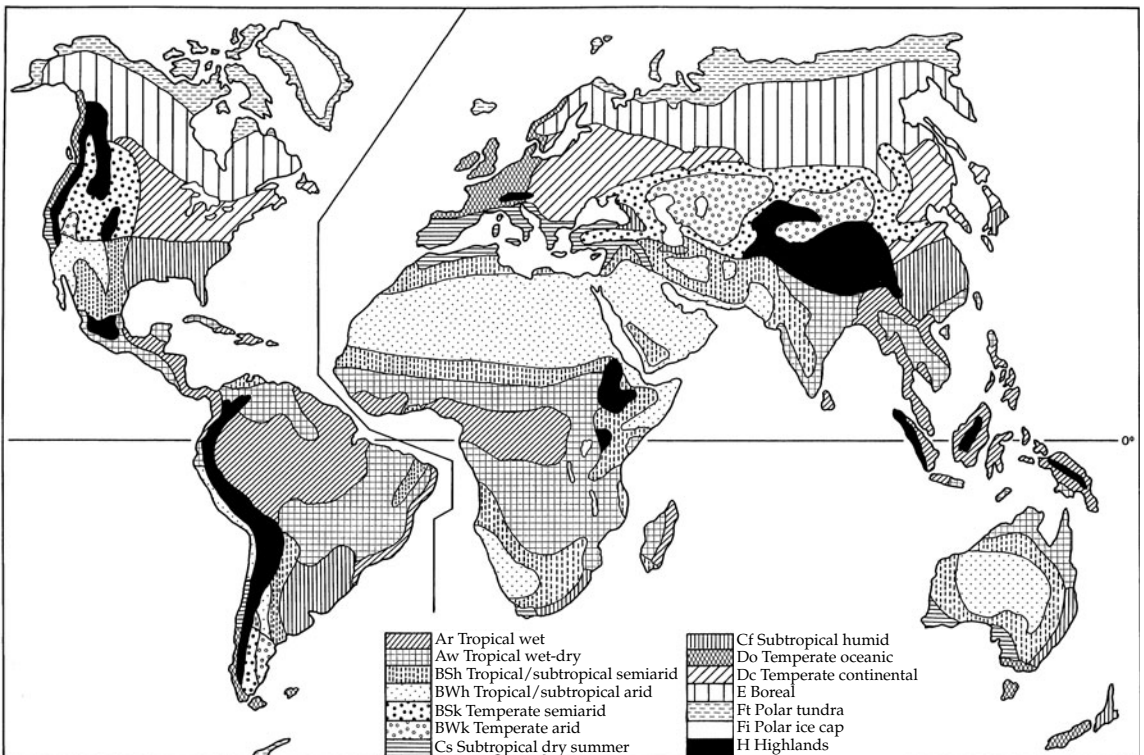 0°
Ar Tropical wet
Aw Tropical wet-dry
BSh Tropical/subtropical semiarid
BWh Tropical/subtropical arid
BSk Temperate semiarid
BWk Temperate arid
Cs Subtropical dry summer
Cf Subtropical humid
Do Temperate oceanic
Dc Temperate continental
E Boreal
Ft Polar tundra
Fi Polar ice cap
H Highlands